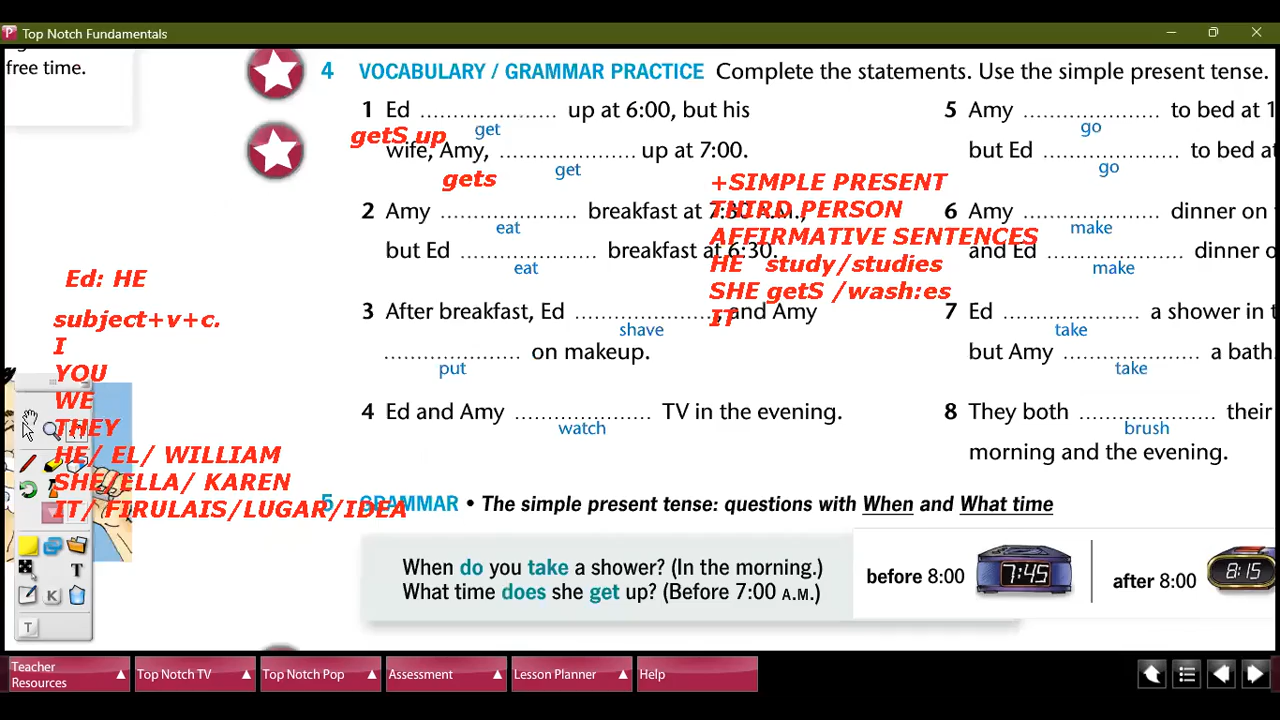 Top Notch Fundamentals
free time.
4 VOCABULARY / GRAMMAR PRACTICE Complete the statements. Use the simple present tense.
1 Ed ........................ up at 6:00, but his
get
getS up
wife, Amy, ........................ up at 7:00.
get
gets
2 Amy ........................ breakfast at 7:30 A.M.,
eat
but Ed ........................ breakfast at 6:30.
eat
3 After breakfast, Ed ........................, and Amy
shave
........................ on makeup.
put
4 Ed and Amy ........................ TV in the evening.
watch
5 Amy ........................ to bed at 1
go
but Ed ........................ to bed at
go
6 Amy ........................ dinner on
make
and Ed ........................ dinner o
make
7 Ed ........................ a shower in t
take
but Amy ........................ a bath
take
8 They both ........................ their
brush
morning and the evening.
+SIMPLE PRESENT
THIRD PERSON
AFFIRMATIVE SENTENCES
HE study/studies
SHE getS /wash:es
IT
Ed: HE
subject+v+c.
I
YOU
WE
THEY
HE/ EL/ WILLIAM
SHE/ELLA/ KAREN
IT/ FIRULAIS/LUGAR/IDEA
5 GRAMMAR • The simple present tense: questions with When and What time
When do you take a shower? (In the morning.)
What time does she get up? (Before 7:00 A.M.)
before 8:00
7:45
after 8:00
8:15
T
K
T
Teacher
Resources
Top Notch TV
Top Notch Pop
Assessment
Lesson Planner
Help